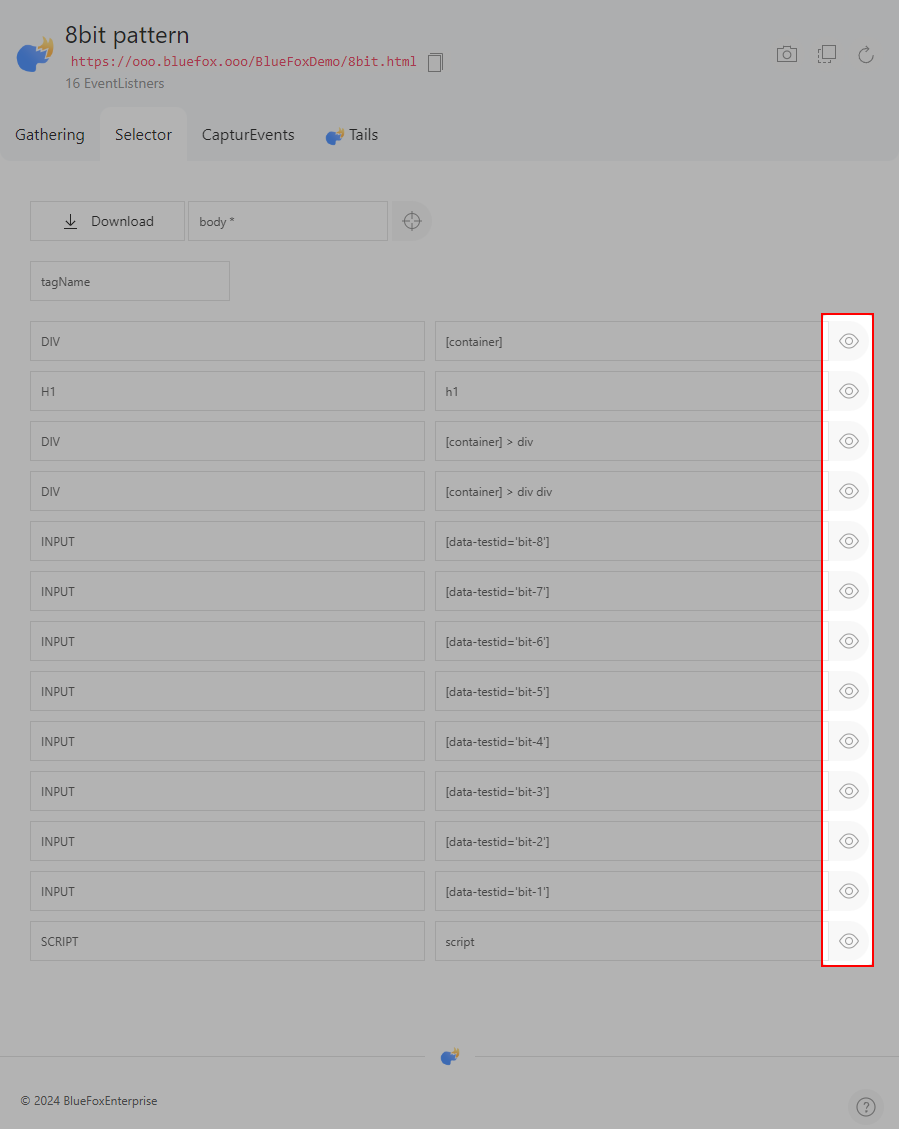 8bit pattern
https://ooo.bluefox.ooo/BlueFoxDemo/8bit.html
16 EventListners
Gathering Selector CapturEvents Tails
Download body *
tagName
DIV [container]
H1 h1
DIV [container] > div
DIV [container] > div div
INPUT [data-testid='bit-8']
INPUT [data-testid='bit-7']
INPUT [data-testid='bit-6']
INPUT [data-testid='bit-5']
INPUT [data-testid='bit-4']
INPUT [data-testid='bit-3']
INPUT [data-testid='bit-2']
INPUT [data-testid='bit-1']
SCRIPT script
© 2024 BlueFoxEnterprise
?